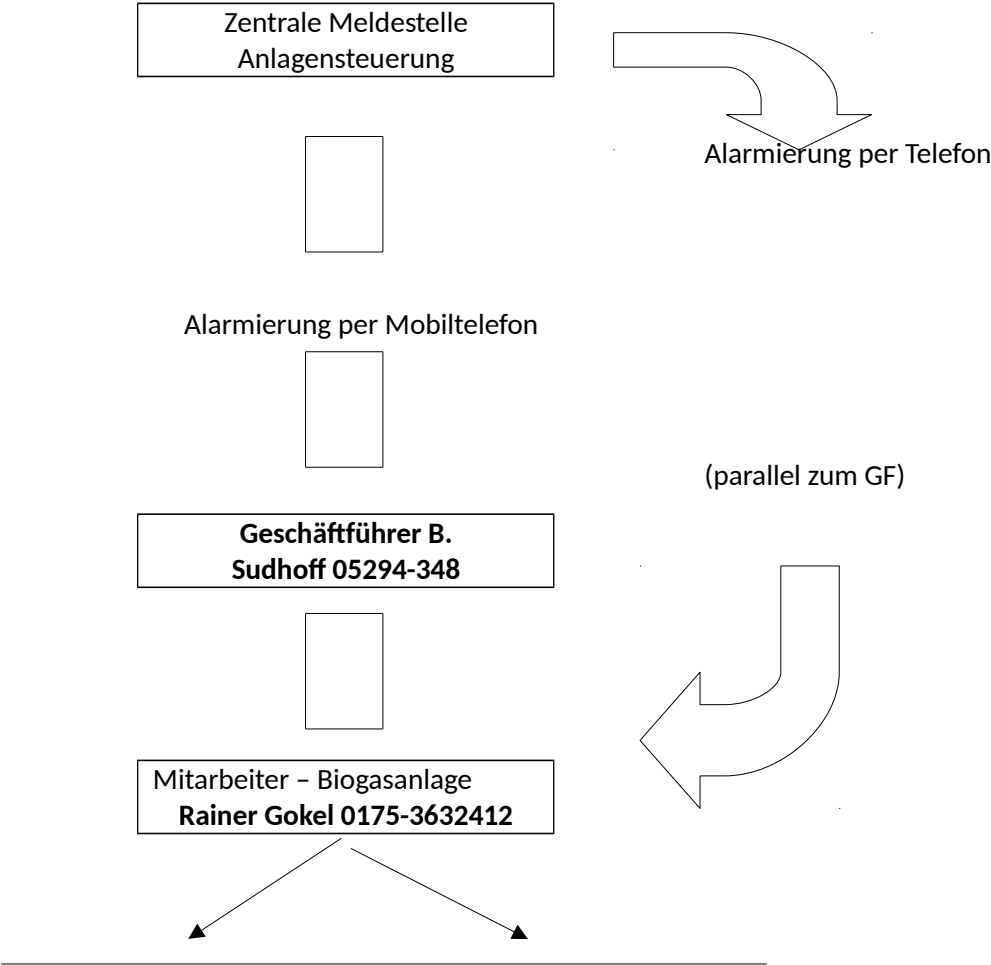 Zentrale Meldestelle
Anlagensteuerung
Alarmierung per Telefon
Alarmierung per Mobiltelefon
(parallel zum GF)
Geschäftführer B.
Sudhoff 05294-348
Mitarbeiter – Biogasanlage
Rainer Gokel 0175-3632412